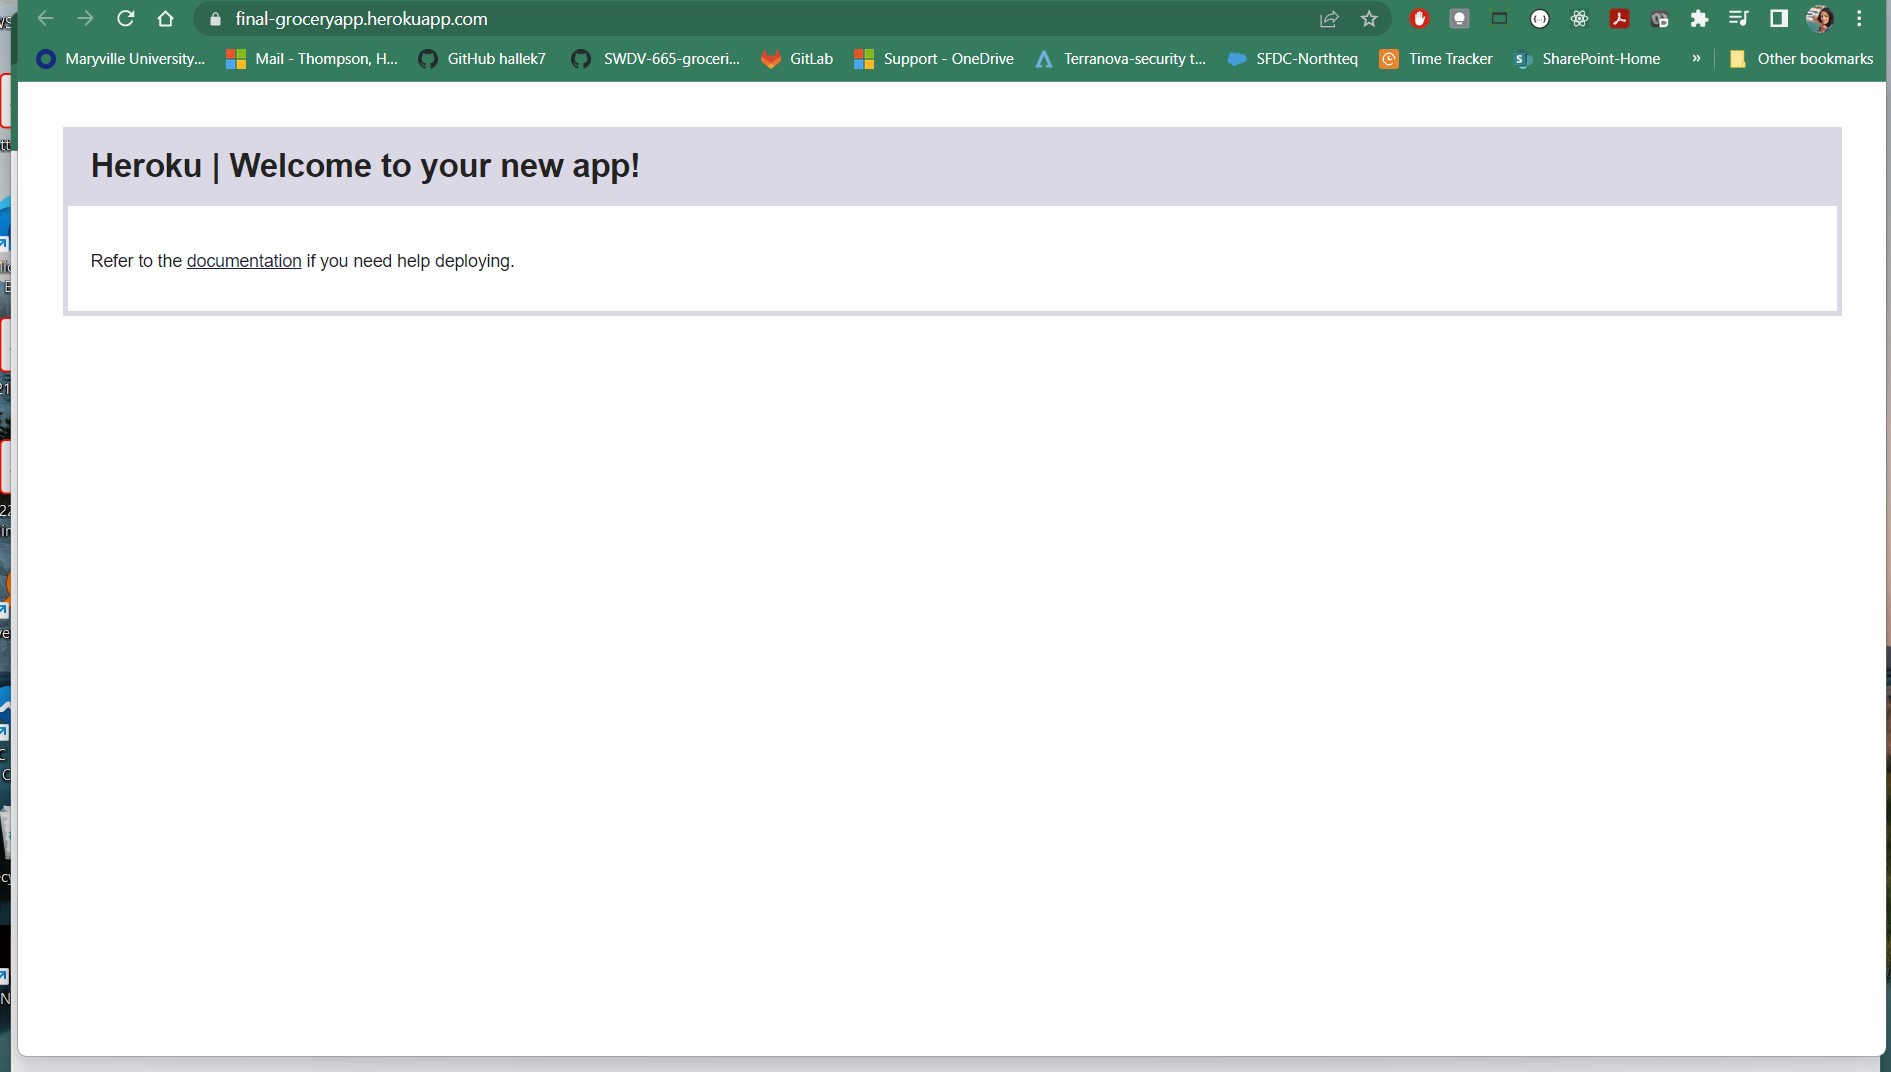 final-groceryapp.herokuapp.com
Maryville University... Mail - Thompson, H... GitHub hallek7 SWDV-665-groceri... GitLab Support - OneDrive Terranova-security t... SFDC-Northteq Time Tracker SharePoint-Home » Other bookmarks
Heroku | Welcome to your new app!
Refer to the documentation if you need help deploying.